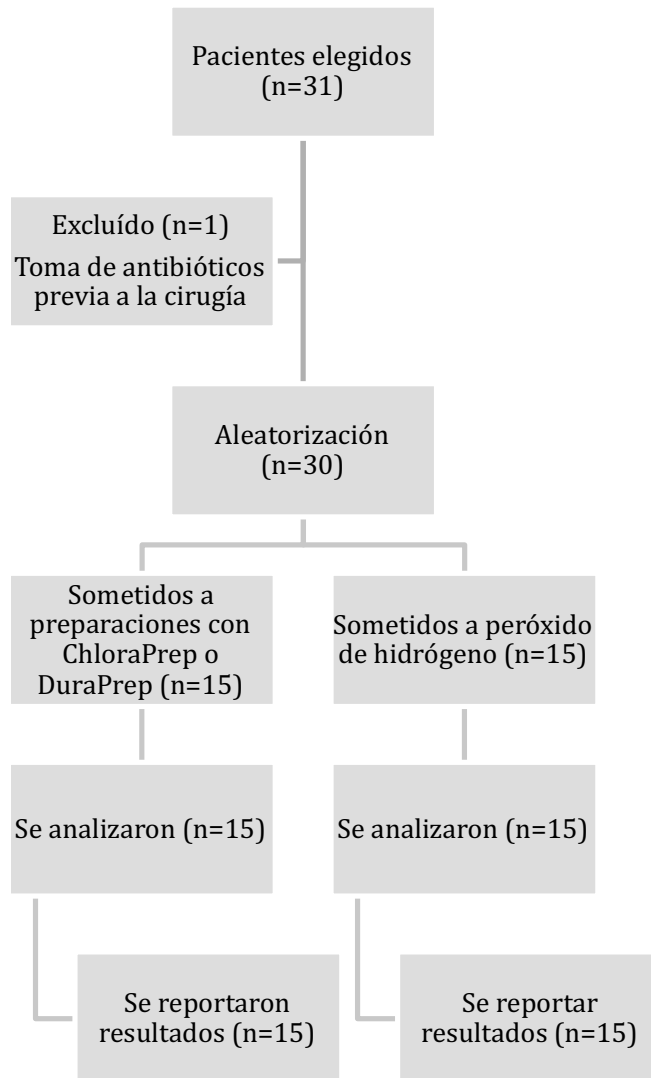 Pacientes elegidos
(n=31)
Excluído (n=1)
Toma de antibióticos
previa a la cirugía
Aleatorización
(n=30)
Sometidos a
preparaciones con
ChloraPrep o
DuraPrep (n=15)
Sometidos a peróxido
de hidrógeno (n=15)
Se analizaron (n=15)
Se analizaron (n=15)
Se reportaron
resultados (n=15)
Se reportar
resultados (n=15)